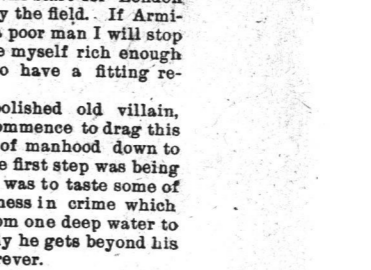 y the field. If Armi-
poor man I will stop
e myself rich enough
o have a fitting re-
olished old villain,
ommence to drag this
of manhood down to
e first step was being
was to taste some of
ness in crime which
om one deep water to
y he gets beyond his
rever.